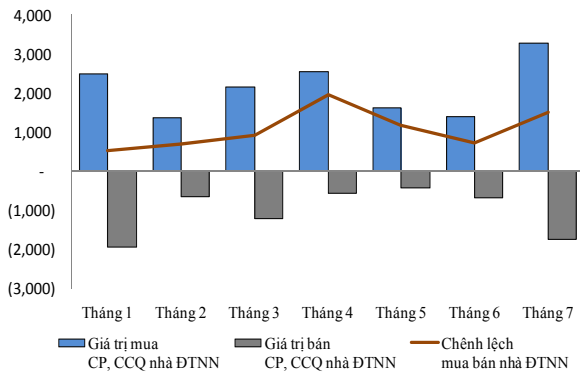 4,000
3,000
2,000
1,000
-
(1,000)
(2,000)
(3,000)
Tháng 1 Tháng 2 Tháng 3 Tháng 4 Tháng 5 Tháng 6 Tháng 7
Giá trị mua
CP, CCQ nhà ĐTNN
Giá trị bán
CP, CCQ nhà ĐTNN
Chênh lệch
mua bán nhà ĐTNN